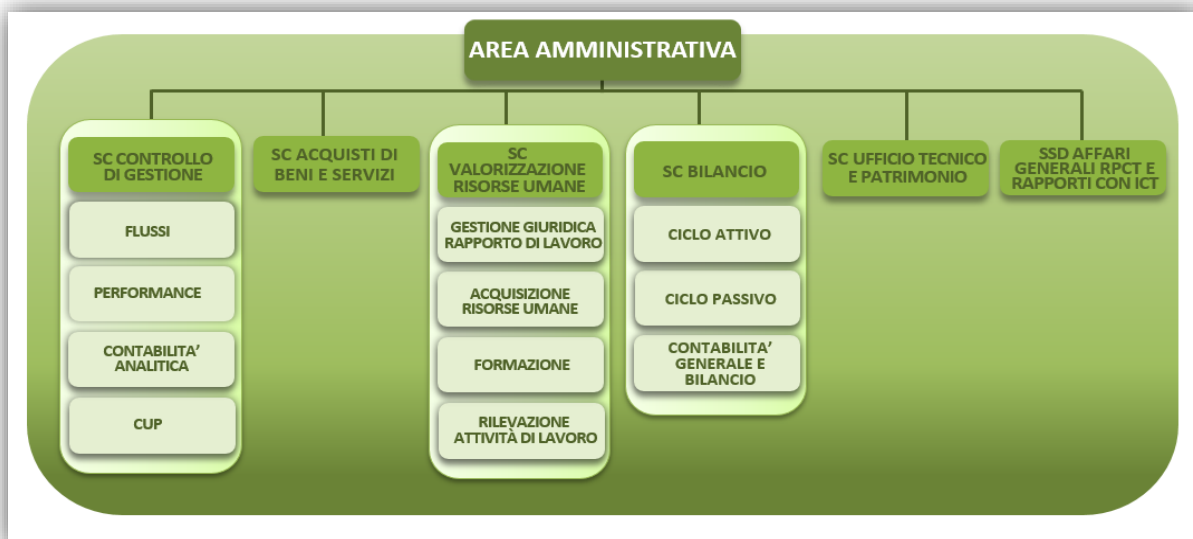 AREA AMMINISTRATIVA
SC CONTROLLO
DI GESTIONE
FLUSSI
PERFORMANCE
CONTABILITA’
ANALITICA
CUP
SC ACQUISTI DI
BENI E SERVIZI
SC
VALORIZZAZIONE
RISORSE UMANE
GESTIONE GIURIDICA
RAPPORTO DI LAVORO
ACQUISIZIONE
RISORSE UMANE
FORMAZIONE
RILEVAZIONE
ATTIVITÀ DI LAVORO
SC BILANCIO
CICLO ATTIVO
CICLO PASSIVO
CONTABILITA’
GENERALE E
BILANCIO
SC UFFICIO TECNICO
E PATRIMONIO
SSD AFFARI
GENERALI RPCT E
RAPPORTI CON ICT